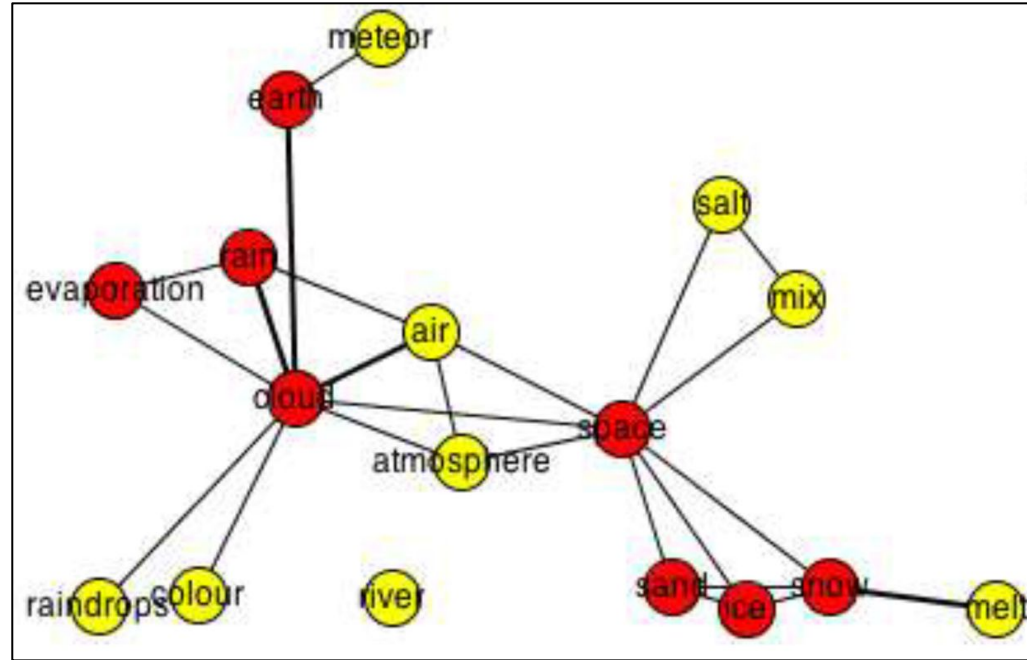 meteor
earth
salt
rain
evaporation
mix
air
cloud
space
atmosphere
sand
snow
raindrops
colour
river
ice
melt